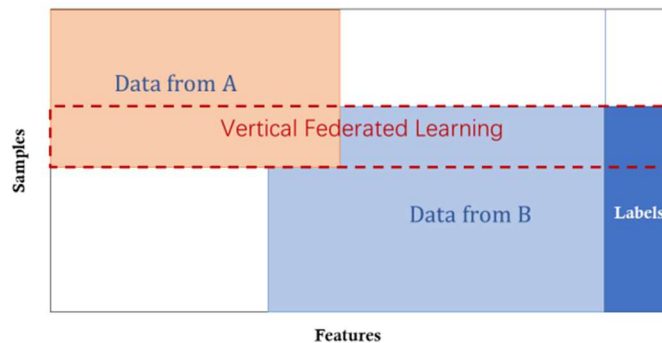 Data from A
Vertical Federated Learning
Samples
Data from B
Labels
Features